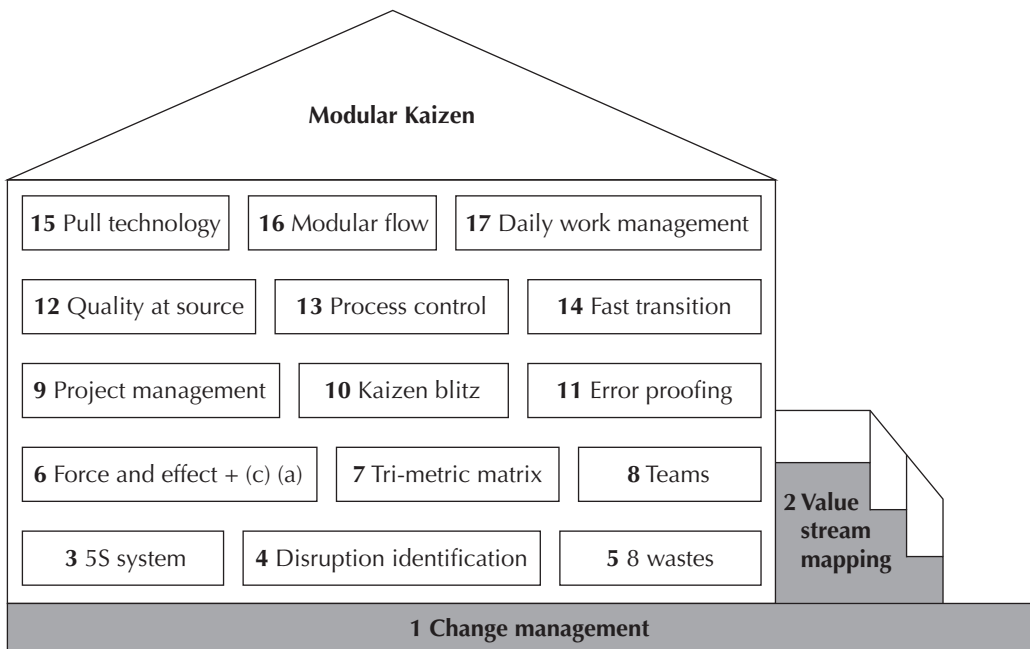 Modular Kaizen
15 Pull technology
16 Modular flow
17 Daily work management
12 Quality at source
13 Process control
14 Fast transition
9 Project management
10 Kaizen blitz
11 Error proofing
6 Force and effect + (c) (a)
7 Tri-metric matrix
8 Teams
2 Value
stream
mapping
3 5S system
4 Disruption identification
5 8 wastes
1 Change management